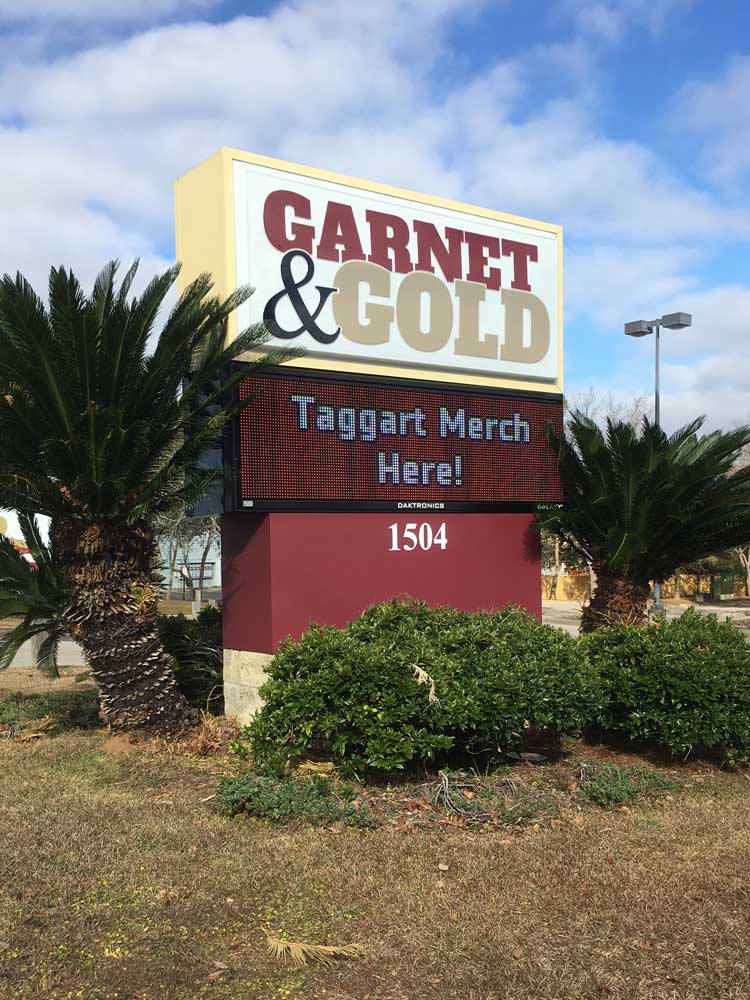 GARNET
& GOLD
Taggart Merch
Here!
DAKTRONICS
1504